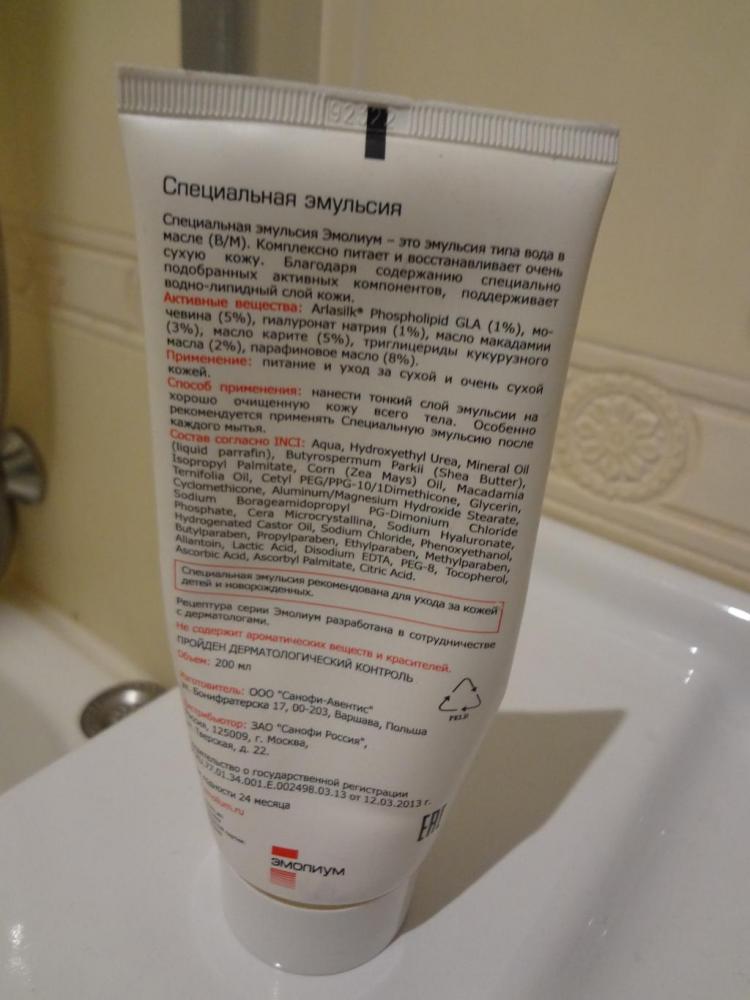 Специальная эмульсия
Специальная эмульсия Эмолиум – это эмульсия типа вода в
масле (В/М). Комплексно питает и восстанавливает очень
сухую кожу. Благодаря содержанию специально
подобранных активных компонентов, поддерживает
водно-липидный слой кожи.
Активные вещества: Arlasilk® Phospholipid GLA (1%), мо-
чевина (5%), гиалуронат натрия (1%), масло макадамии
(3%), масло карите (5%), триглицериды кукурузного
масла (2%), парафиновое масло (8%).
Применение: питание и уход за сухой и очень сухой
кожей.
Способ применения: нанести тонкий слой эмульсии на
хорошо очищенную кожу всего тела. Особенно
рекомендуется применять Специальную эмульсию после
каждого мытья.
Состав согласно INCI: Aqua, Hydroxyethyl Urea, Mineral Oil
(liquid parrafin), Butyrospermum Parkii (Shea Butter),
Isopropyl Palmitate, Corn (Zea Mays) Oil, Macadamia
Ternifolia Oil, Cetyl PEG/PPG-10/1Dimethicone, Glycerin,
Cyclomethicone, Aluminum/Magnesium Hydroxide Stearate,
Sodium Borageamidopropyl PG-Dimonium Chloride
Phosphate, Cera Microcrystallina, Sodium Hyaluronate,
Hydrogenated Castor Oil, Sodium Chloride, Phenoxyethanol,
Butylparaben, Propylparaben, Ethylparaben, Methylparaben,
Allantoin, Lactic Acid, Disodium EDTA, PEG-8, Tocopherol,
Ascorbic Acid, Ascorbyl Palmitate, Citric Acid.
Специальная эмульсия рекомендована для ухода за кожей
детей и новорожденных.
Рецептура серии Эмолиум разработана в сотрудничестве
с дерматологами.
Не содержит ароматических веществ и красителей.
ПРОЙДЕН ДЕРМАТОЛОГИЧЕСКИЙ КОНТРОЛЬ
Объем: 200 мл
ООО "Санофи-Авентис"
ул. Бонифратерска 17, 00-203, Варшава, Польша
ЗАО "Санофи Россия",
125009, г. Москва,
д. 22.
о государственной регистрации
77.01.34.001.E.002498.03.13 от 12.03.2013 г.
24 месяца
PELD
EAC
эмолиум